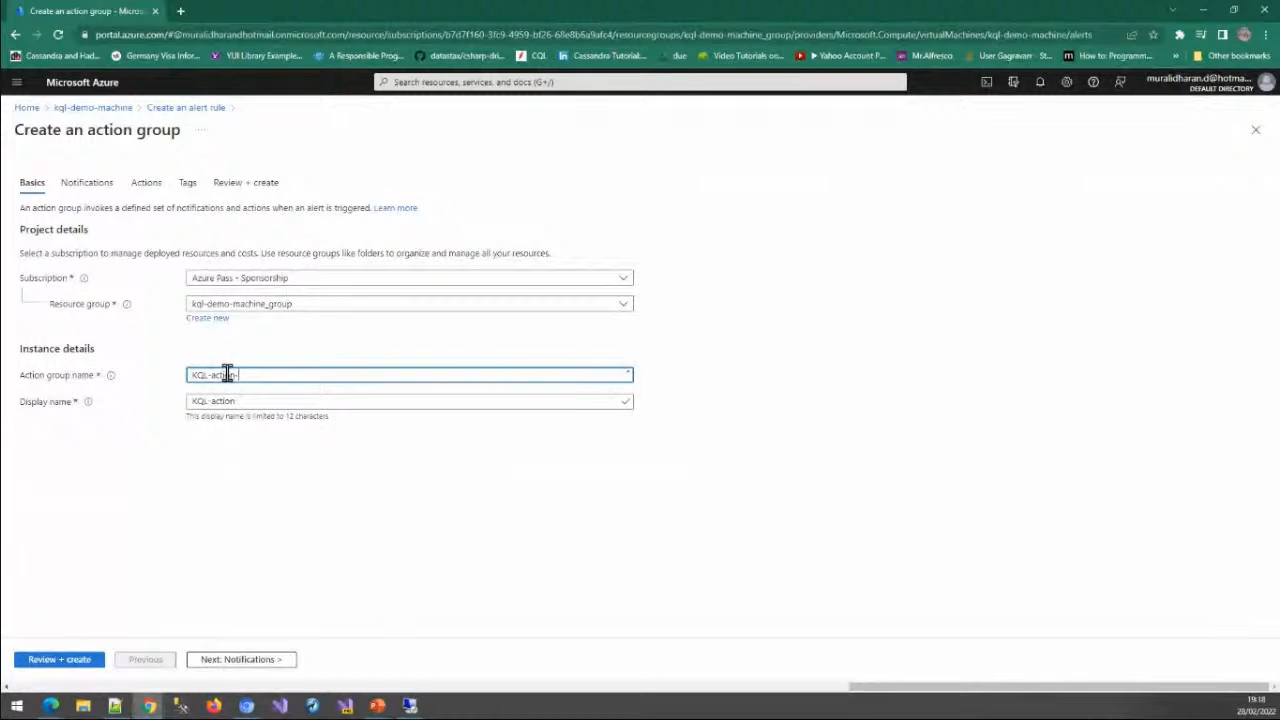 Create an action group - Micros
portal.azure.com/#@muralidharandhotmail.onmicrosoft.com/resource/subscriptions/b7d7f160-3fc9-4959-bf26-68e8b6a9afc4/resourcegroups/kql-demo-machine_group/providers/Microsoft.Compute/virtualMachines/kql-demo-machine/alerts
Cassandra and Had... Germany Visa Infor... YUI Library Example... A Responsible Prog... datastax/csharp-dri... CQL Cassandra Tutorial:... due Video Tutorials on... Yahoo Account P... Mr.Alfresco User Gagravarr - St... How to: Programm... » Other bookmarks
Microsoft Azure
Search resources, services, and docs (G+/)
muralidharan.d@hotma...
DEFAULT DIRECTORY
Home > kql-demo-machine > Create an alert rule >
Create an action group ...
Basics Notifications Actions Tags Review + create
An action group invokes a defined set of notifications and actions when an alert is triggered. Learn more
Project details
Select a subscription to manage deployed resources and costs. Use resource groups like folders to organize and manage all your resources.
Subscription * Azure Pass - Sponsorship
Resource group * kql-demo-machine_group
Create new
Instance details
Action group name * KQL-action-
Display name * KQL-action
This display name is limited to 12 characters
Review + create Previous Next: Notifications >
19:18
28/02/2022